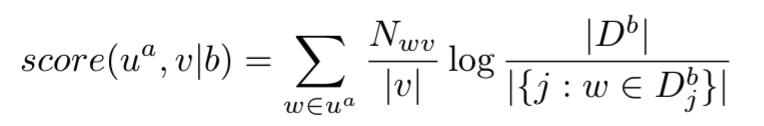 score(u^a, v|b) = \sum_{w \in u^a} \frac{N_{wv}}{|v|} \log \frac{|D^b|}{|\{j : w \in D_j^b\}|}